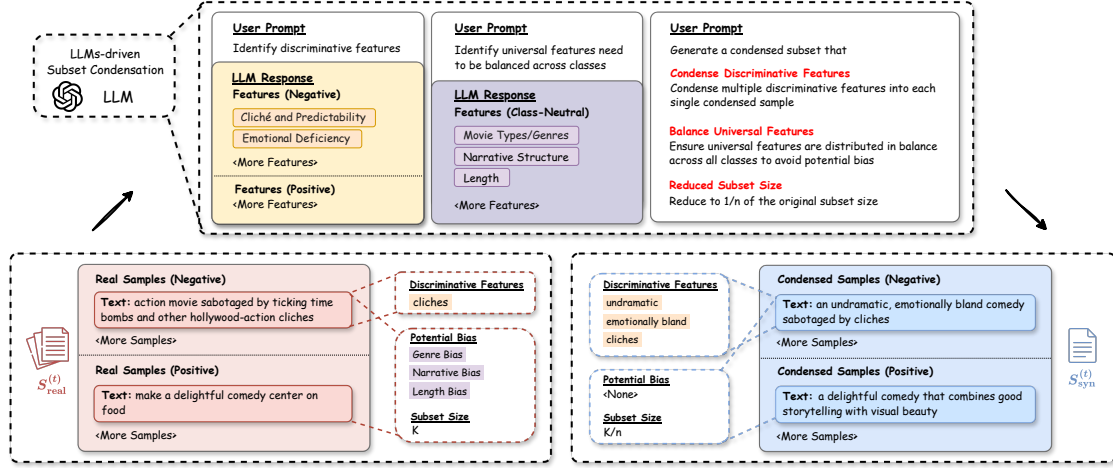 LLMs-driven
Subset Condensation
LLM
User Prompt
Identify discriminative features
LLM Response
Features (Negative)
Cliché and Predictability
Emotional Deficiency
<More Features>
Features (Positive)
<More Features>
User Prompt
Identify universal features need
to be balanced across classes
LLM Response
Features (Class-Neutral)
Movie Types/Genres
Narrative Structure
Length
<More Features>
User Prompt
Generate a condensed subset that
Condense Discriminative Features
Condense multiple discriminative features into each
single condensed sample
Balance Universal Features
Ensure universal features are distributed in balance
across all classes to avoid potential bias
Reduced Subset Size
Reduce to 1/n of the original subset size
S_real^(t)
Real Samples (Negative)
Text: action movie sabotaged by ticking time
bombs and other hollywood-action cliches
<More Samples>
Real Samples (Positive)
Text: make a delightful comedy center on
food
<More Samples>
Discriminative Features
cliches
Potential Bias
Genre Bias
Narrative Bias
Length Bias
Subset Size
K
Discriminative Features
undramatic
emotionally bland
cliches
Potential Bias
<None>
Subset Size
K/n
Condensed Samples (Negative)
Text: an undramatic, emotionally bland comedy
sabotaged by cliches
<More Samples>
Condensed Samples (Positive)
Text: a delightful comedy that combines good
storytelling with visual beauty
<More Samples>
S_syn^(t)